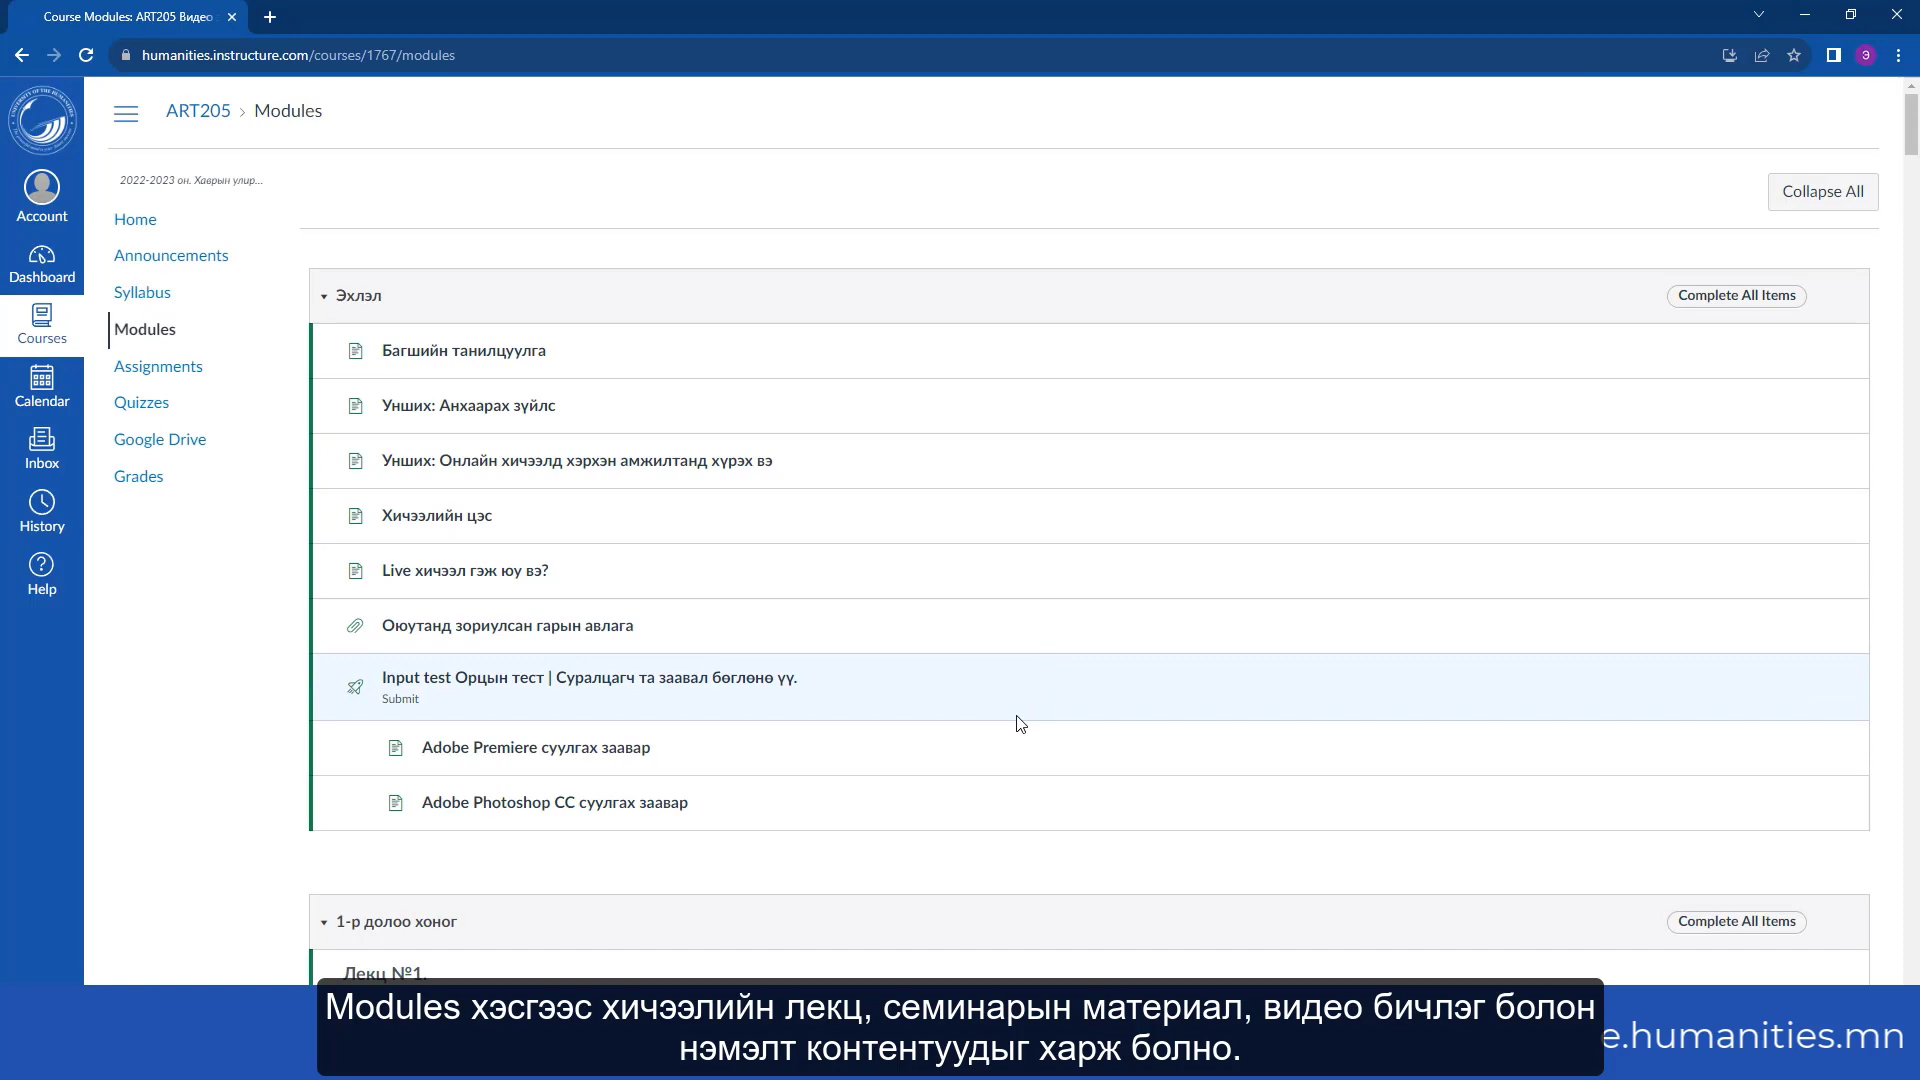 Course Modules: ART205 Видео
humanities.instructure.com/courses/1767/modules
Э
ART205 › Modules
2022-2023 он. Хаврын улир...
Collapse All
Account
Dashboard
Courses
Calendar
Inbox
History
Help
Home
Announcements
Syllabus
Modules
Assignments
Quizzes
Google Drive
Grades
Эхлэл
Complete All Items
Багшийн танилцуулга
Унших: Анхаарах зүйлс
Унших: Онлайн хичээлд хэрхэн амжилтанд хүрэх вэ
Хичээлийн цэс
Live хичээл гэж юу вэ?
Оюутанд зориулсан гарын авлага
Input test Орцын тест | Суралцагч та заавал бөглөнө үү.
Submit
Adobe Premiere суулгах заавар
Adobe Photoshop CC суулгах заавар
1-р долоо хоног
Complete All Items
Лекц №1.
Modules хэсгээс хичээлийн лекц, семинарын материал, видео бичлэг болон
нэмэлт контентуудыг харж болно.
e.humanities.mn